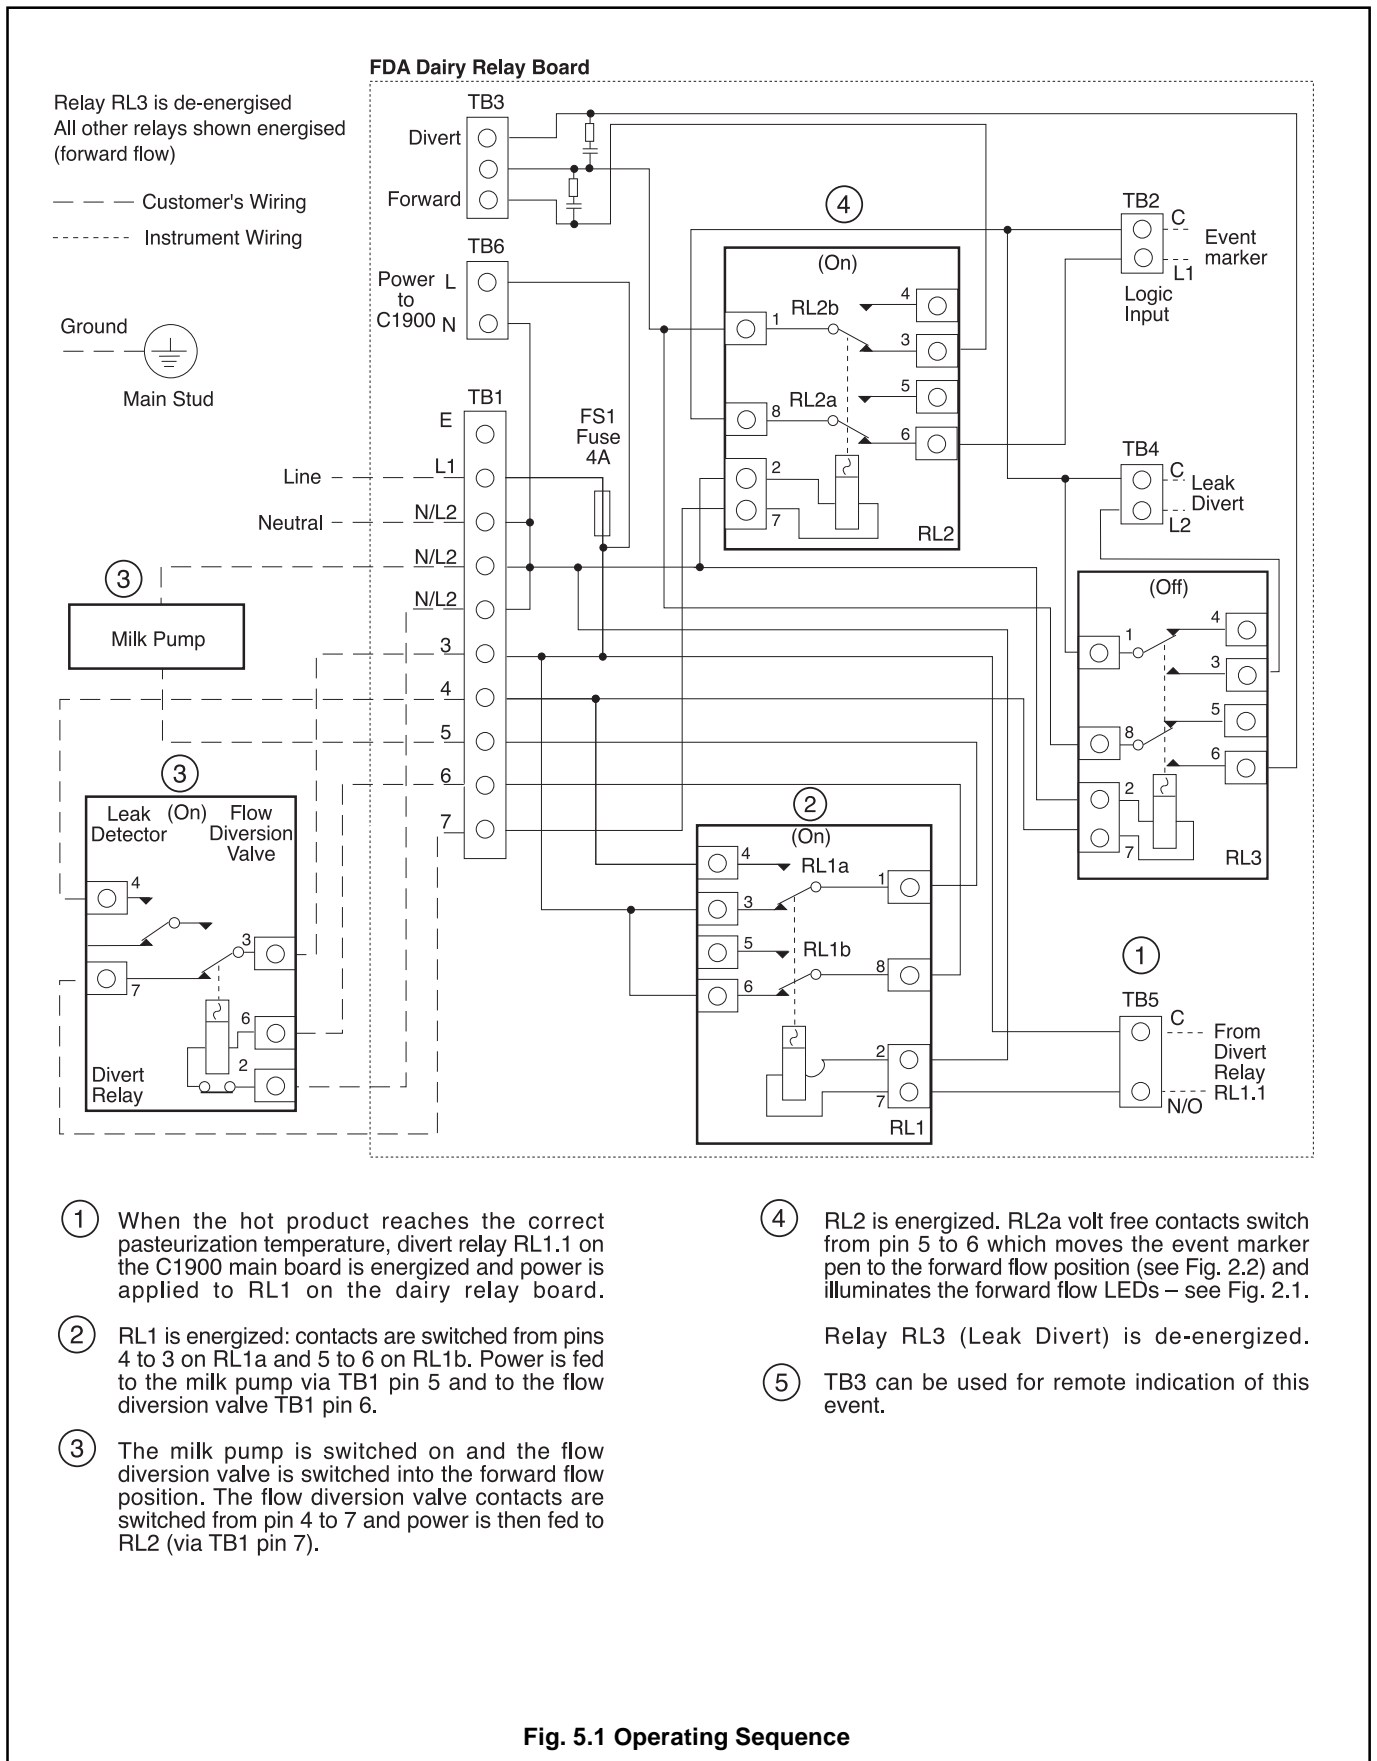 FDA Dairy Relay Board
Relay RL3 is de-energised
All other relays shown energised
(forward flow)
Customer's Wiring
Instrument Wiring
Ground
Main Stud
TB3
Divert
Forward
TB6
Power
to
C1900
L
N
TB1
E
L1
N/L2
N/L2
N/L2
3
4
5
6
7
Line
Neutral
FS1
Fuse
4A
4
(On)
RL2b
RL2a
1
8
2
7
4
3
5
6
RL2
TB2
C
L1
Event
marker
Logic
Input
TB4
C
L2
Leak
Divert
(Off)
1
8
2
7
4
3
5
6
RL3
3
Milk Pump
3
Leak
Detector
(On)
Flow
Diversion
Valve
4
7
3
6
2
Divert
Relay
2
(On)
RL1a
RL1b
4
3
5
6
1
8
2
7
RL1
1
TB5
C
N/O
From
Divert
Relay
RL1.1
1
When the hot product reaches the correct
pasteurization temperature, divert relay RL1.1 on
the C1900 main board is energized and power is
applied to RL1 on the dairy relay board.
2
RL1 is energized: contacts are switched from pins
4 to 3 on RL1a and 5 to 6 on RL1b. Power is fed
to the milk pump via TB1 pin 5 and to the flow
diversion valve TB1 pin 6.
3
The milk pump is switched on and the flow
diversion valve is switched into the forward flow
position. The flow diversion valve contacts are
switched from pin 4 to 7 and power is then fed to
RL2 (via TB1 pin 7).
4
RL2 is energized. RL2a volt free contacts switch
from pin 5 to 6 which moves the event marker
pen to the forward flow position (see Fig. 2.2) and
illuminates the forward flow LEDs – see Fig. 2.1.
Relay RL3 (Leak Divert) is de-energized.
5
TB3 can be used for remote indication of this
event.
Fig. 5.1 Operating Sequence